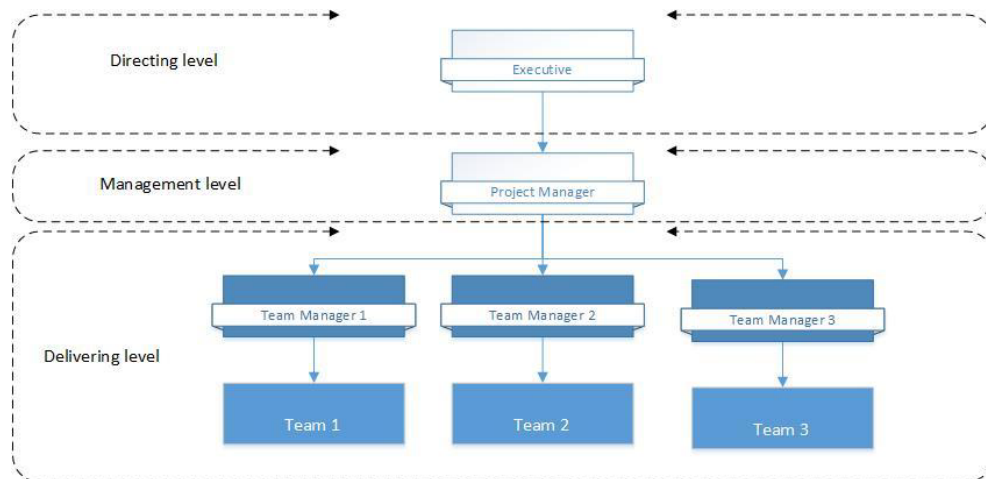 Directing level
Executive
Management level
Project Manager
Team Manager 1
Team Manager 2
Team Manager 3
Delivering level
Team 1
Team 2
Team 3